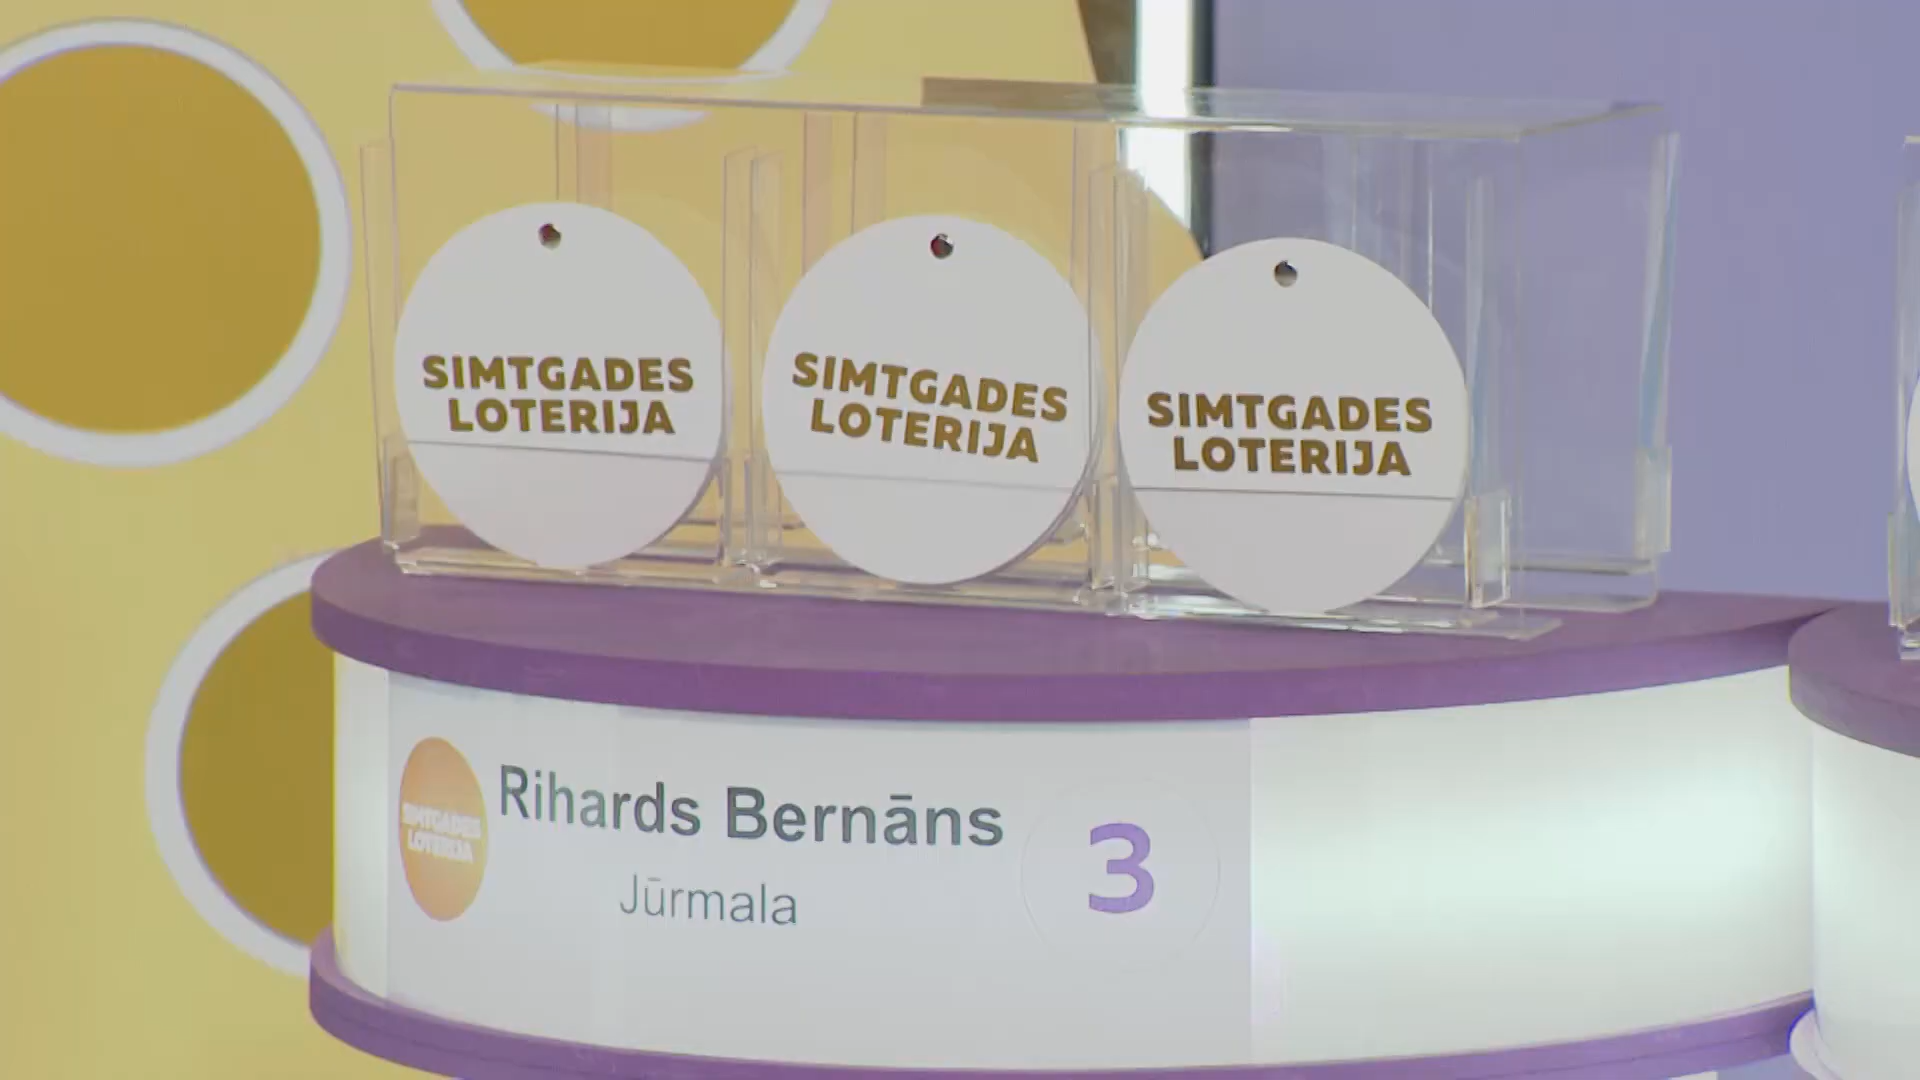 SIMTGADES
LOTERIJA
SIMTGADES
LOTERIJA
SIMTGADES
LOTERIJA
SIMTGADES
LOTERIJA
Rihards Bernāns
Jūrmala
3